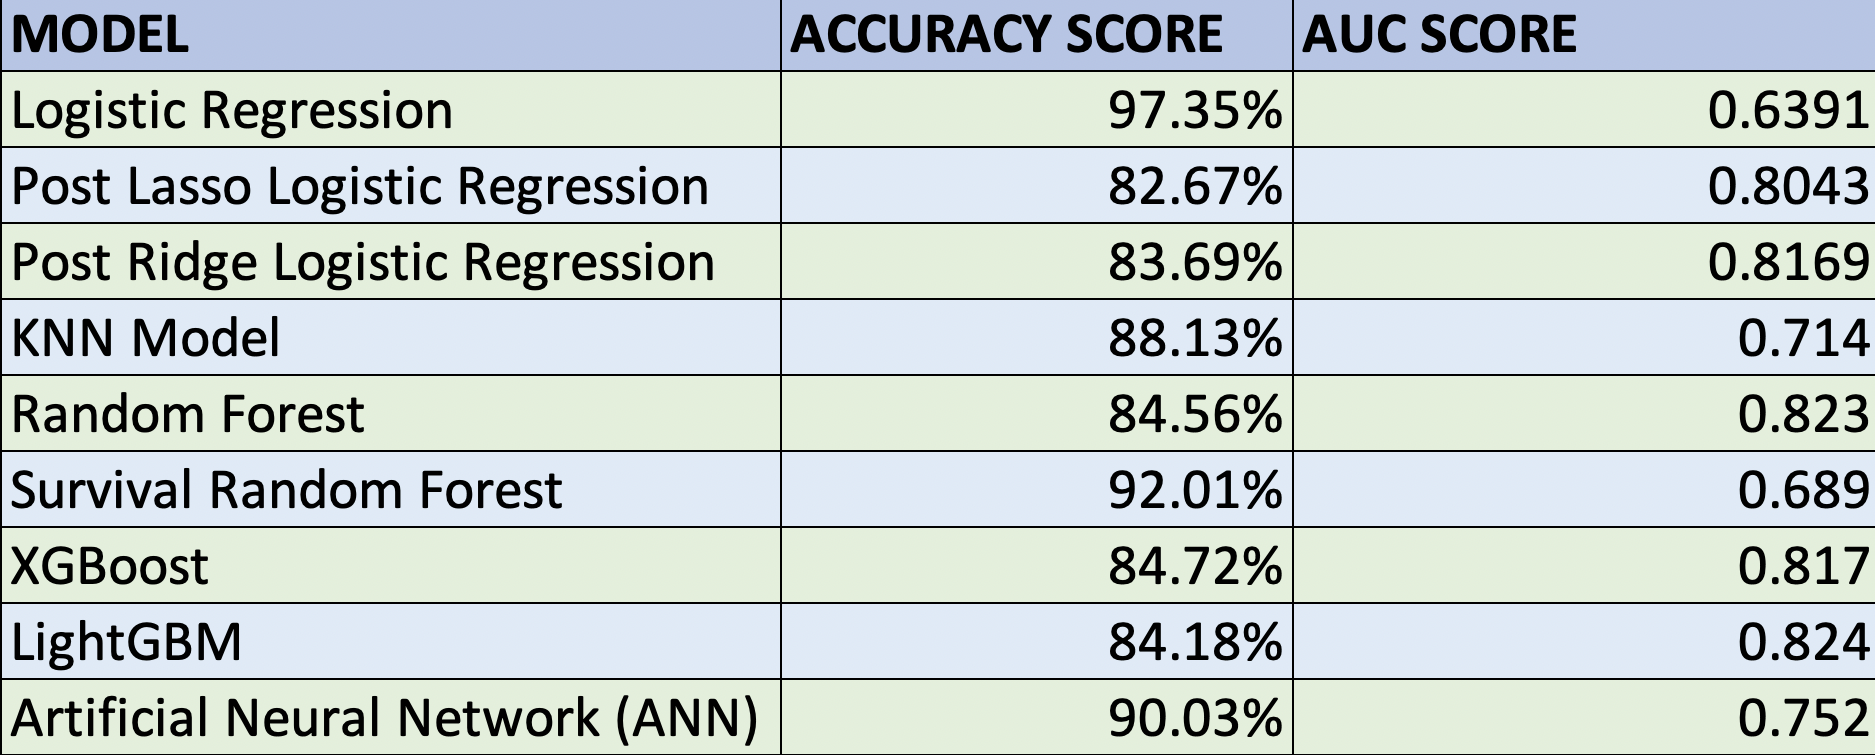 MODEL ACCURACY SCORE AUC SCORE
Logistic Regression 97.35% 0.6391
Post Lasso Logistic Regression 82.67% 0.8043
Post Ridge Logistic Regression 83.69% 0.8169
KNN Model 88.13% 0.714
Random Forest 84.56% 0.823
Survival Random Forest 92.01% 0.689
XGBoost 84.72% 0.817
LightGBM 84.18% 0.824
Artificial Neural Network (ANN) 90.03% 0.752